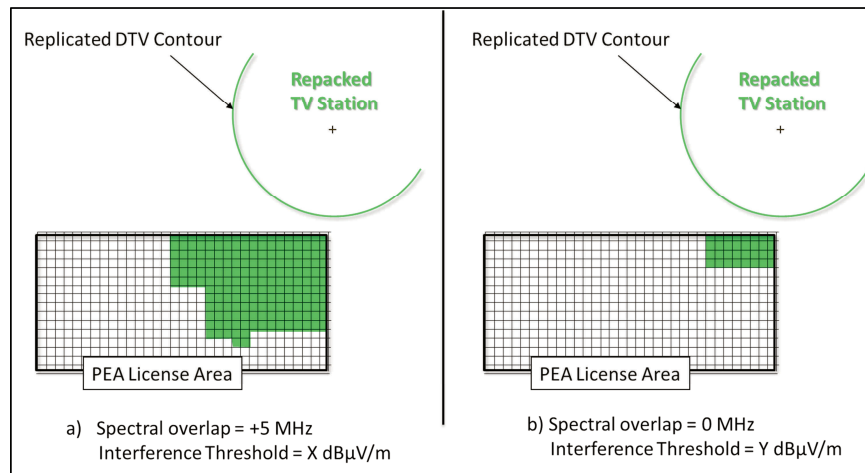 Replicated DTV Contour
Repacked
TV Station
+
PEA License Area
a) Spectral overlap = +5 MHz
Interference Threshold = X dBµV/m
Replicated DTV Contour
Repacked
TV Station
+
PEA License Area
b) Spectral overlap = 0 MHz
Interference Threshold = Y dBµV/m